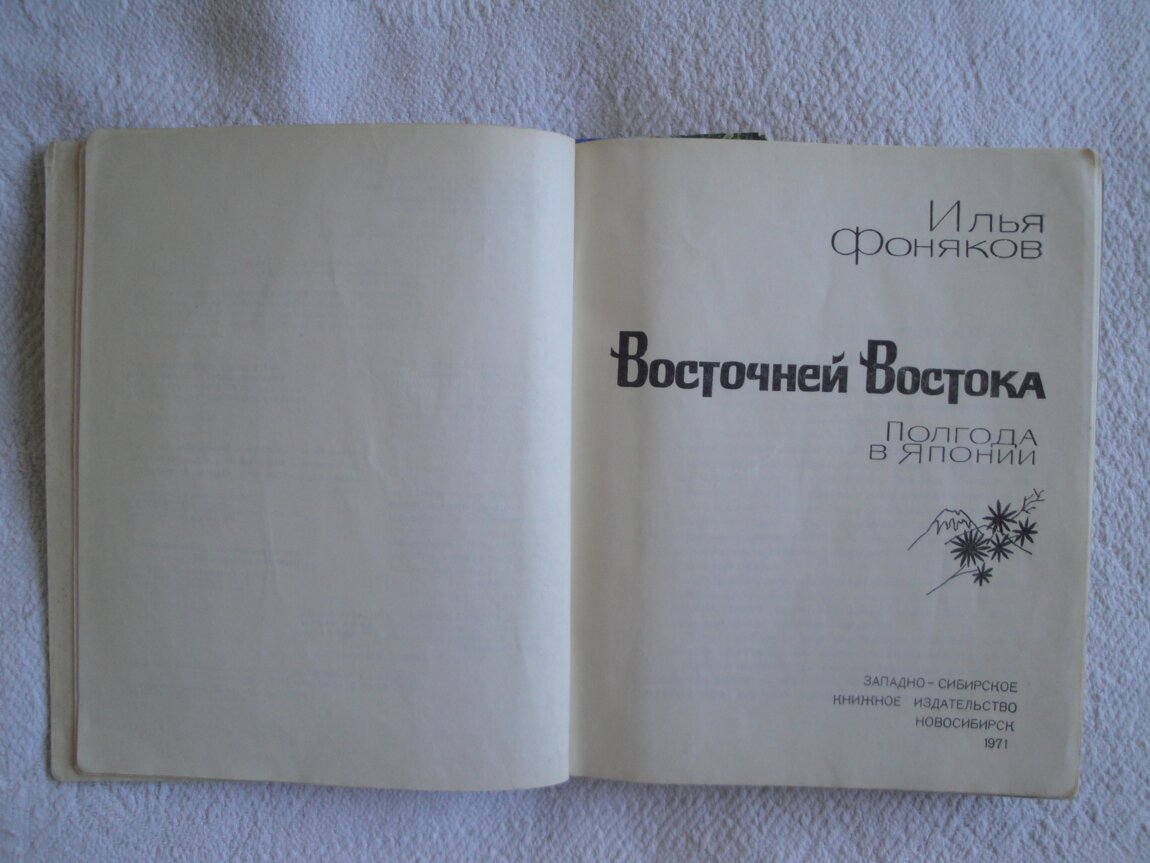 Илья
Фоняков
Восточней Востока
Полгода
в Японии
ЗАПАДНО-СИБИРСКОЕ
КНИЖНОЕ ИЗДАТЕЛЬСТВО
НОВОСИБИРСК
1971